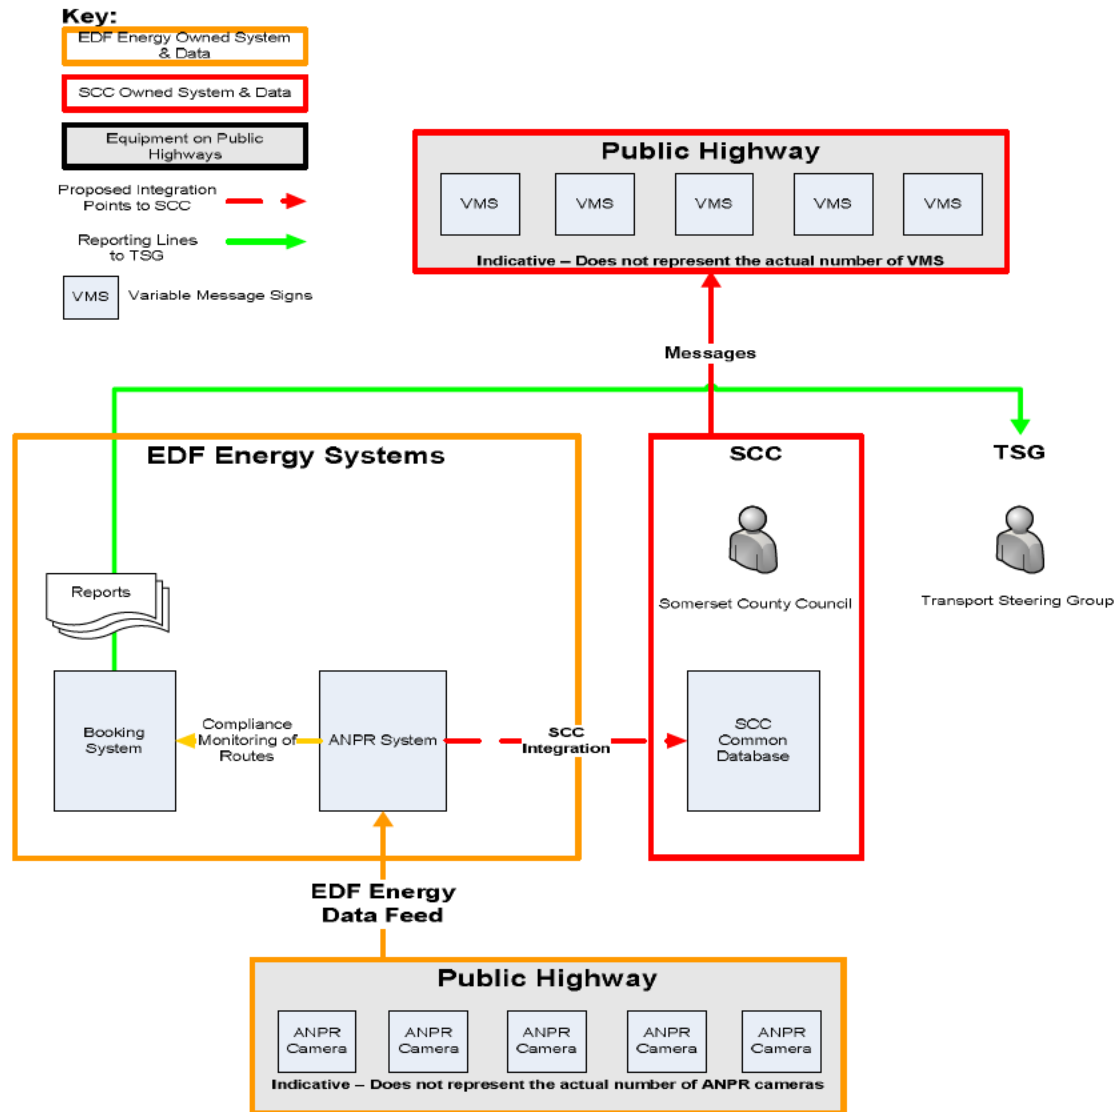 Key:
EDF Energy Owned System
& Data
SCC Owned System & Data
Equipment on Public
Highways
Proposed Integration
Points to SCC
Reporting Lines
to TSG
VMS
Variable Message Signs
Public Highway
VMS
VMS
VMS
VMS
VMS
Indicative – Does not represent the actual number of VMS
Messages
EDF Energy Systems
SCC
TSG
Reports
Somerset County Council
Transport Steering Group
Booking
System
Compliance
Monitoring of
Routes
ANPR System
SCC
Integration
SCC
Common
Database
EDF Energy
Data Feed
Public Highway
ANPR
Camera
ANPR
Camera
ANPR
Camera
ANPR
Camera
ANPR
Camera
Indicative – Does not represent the actual number of ANPR cameras